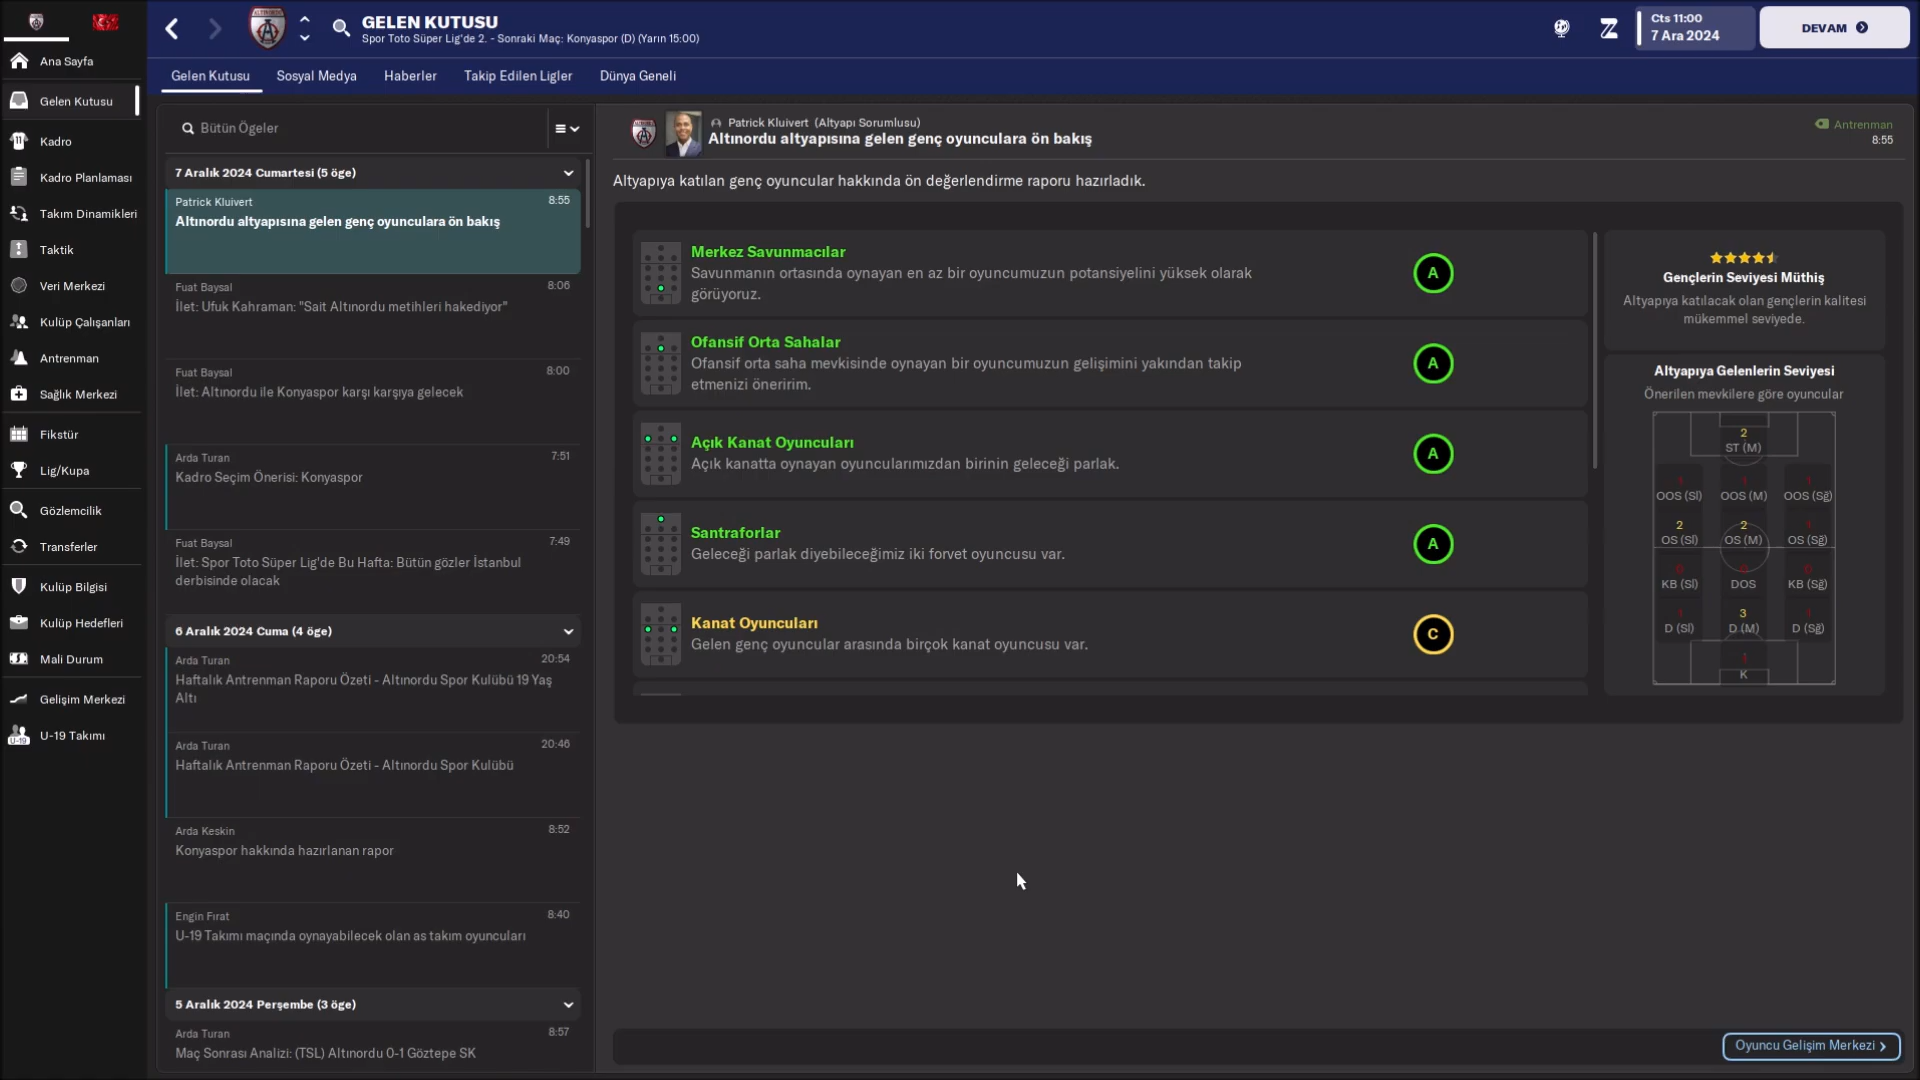 GELEN KUTUSU
Spor Toto Süper Lig'de 2. - Sonraki Maç: Konyaspor (D) (Yarın 15:00)
Cts 11:00
7 Ara 2024
DEVAM
Ana Sayfa
Gelen Kutusu
Kadro
Kadro Planlaması
Takım Dinamikleri
Taktik
Veri Merkezi
Kulüp Çalışanları
Antrenman
Sağlık Merkezi
Fikstür
Lig/Kupa
Gözlemcilik
Transferler
Kulüp Bilgisi
Kulüp Hedefleri
Mali Durum
Gelişim Merkezi
U-19 Takımı
Gelen Kutusu
Sosyal Medya
Haberler
Takip Edilen Ligler
Dünya Geneli
Bütün Ögeler
7 Aralık 2024 Cumartesi (5 öge)
Patrick Kluivert 8:55
Altınordu altyapısına gelen genç oyunculara ön bakış
Fuat Baysal 8:06
İlet: Ufuk Kahraman: "Sait Altınordu metihleri hakediyor"
Fuat Baysal 8:00
İlet: Altınordu ile Konyaspor karşı karşıya gelecek
Arda Turan 7:51
Kadro Seçim Önerisi: Konyaspor
Fuat Baysal 7:49
İlet: Spor Toto Süper Lig'de Bu Hafta: Bütün gözler İstanbul
derbisinde olacak
6 Aralık 2024 Cuma (4 öge)
Arda Turan 20:54
Haftalık Antrenman Raporu Özeti - Altınordu Spor Kulübü 19 Yaş
Altı
Arda Turan 20:46
Haftalık Antrenman Raporu Özeti - Altınordu Spor Kulübü
Arda Keskin 8:52
Konyaspor hakkında hazırlanan rapor
Engin Fırat 8:40
U-19 Takımı maçında oynayabilecek olan as takım oyuncuları
5 Aralık 2024 Perşembe (3 öge)
Arda Turan 8:57
Maç Sonrası Analizi: (TSL) Altınordu 0-1 Göztepe SK
Patrick Kluivert (Altyapı Sorumlusu)
Altınordu altyapısına gelen genç oyunculara ön bakış
Antrenman
8:55
Altyapıya katılan genç oyuncular hakkında ön değerlendirme raporu hazırladık.
Merkez Savunmacılar
Savunmanın ortasında oynayan en az bir oyuncumuzun potansiyelini yüksek olarak
görüyoruz.
A
Ofansif Orta Sahalar
Ofansif orta saha mevkisinde oynayan bir oyuncumuzun gelişimini yakından takip
etmenizi öneririm.
A
Açık Kanat Oyuncuları
Açık kanatta oynayan oyuncularımızdan birinin geleceği parlak.
A
Santraforlar
Geleceği parlak diyebileceğimiz iki forvet oyuncusu var.
A
Kanat Oyuncuları
Gelen genç oyuncular arasında birçok kanat oyuncusu var.
C
Gençlerin Seviyesi Müthiş
Altyapıya katılacak olan gençlerin kalitesi
mükemmel seviyede.
Altyapıya Gelenlerin Seviyesi
Önerilen mevkilere göre oyuncular
2
ST (M)
1 1 1
OOS (Sl) OOS (M) OOS (Sğ)
2 2 1
OS (Sl) OS (M) OS (Sğ)
0 0 0
KB (Sl) DOS KB (Sğ)
1 3 1
D (Sl) D (M) D (Sğ)
1
K
Oyuncu Gelişim Merkezi